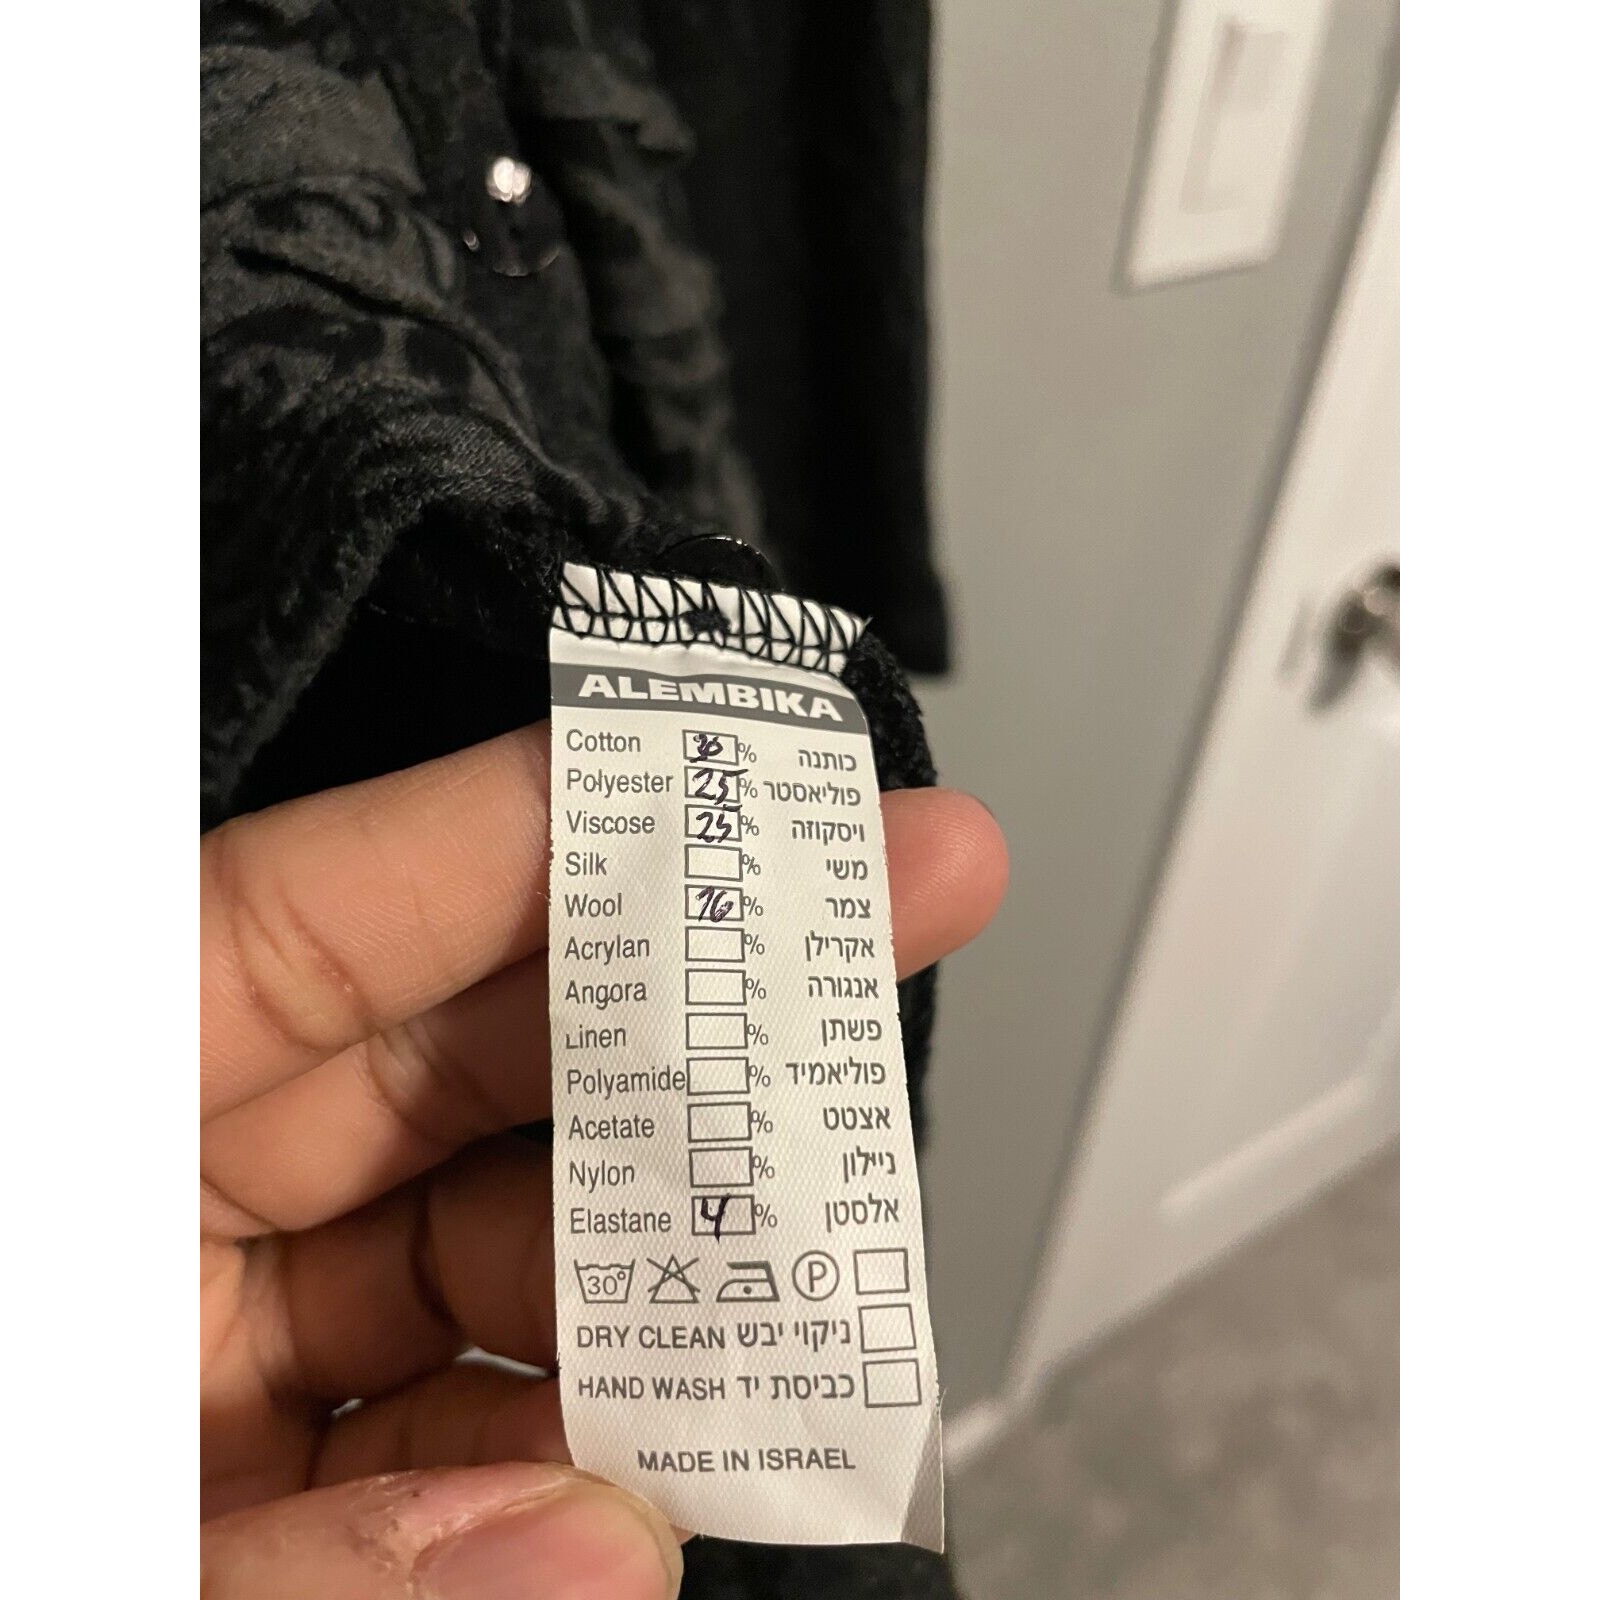 ALEMBIKA
Cotton 30 % כותנה
Polyester 25 % פוליאסטר
Viscose 25 % ויסקוזה
Silk % משי
Wool 16 % צמר
Acrylan % אקרילן
Angora % אנגורה
Linen % פשתן
Polyamide % פוליאמיד
Acetate % אצטט
Nylon % ניילון
Elastane 4 % אלסטן
30° P
DRY CLEAN ניקוי יבש
HAND WASH כביסת יד
MADE IN ISRAEL